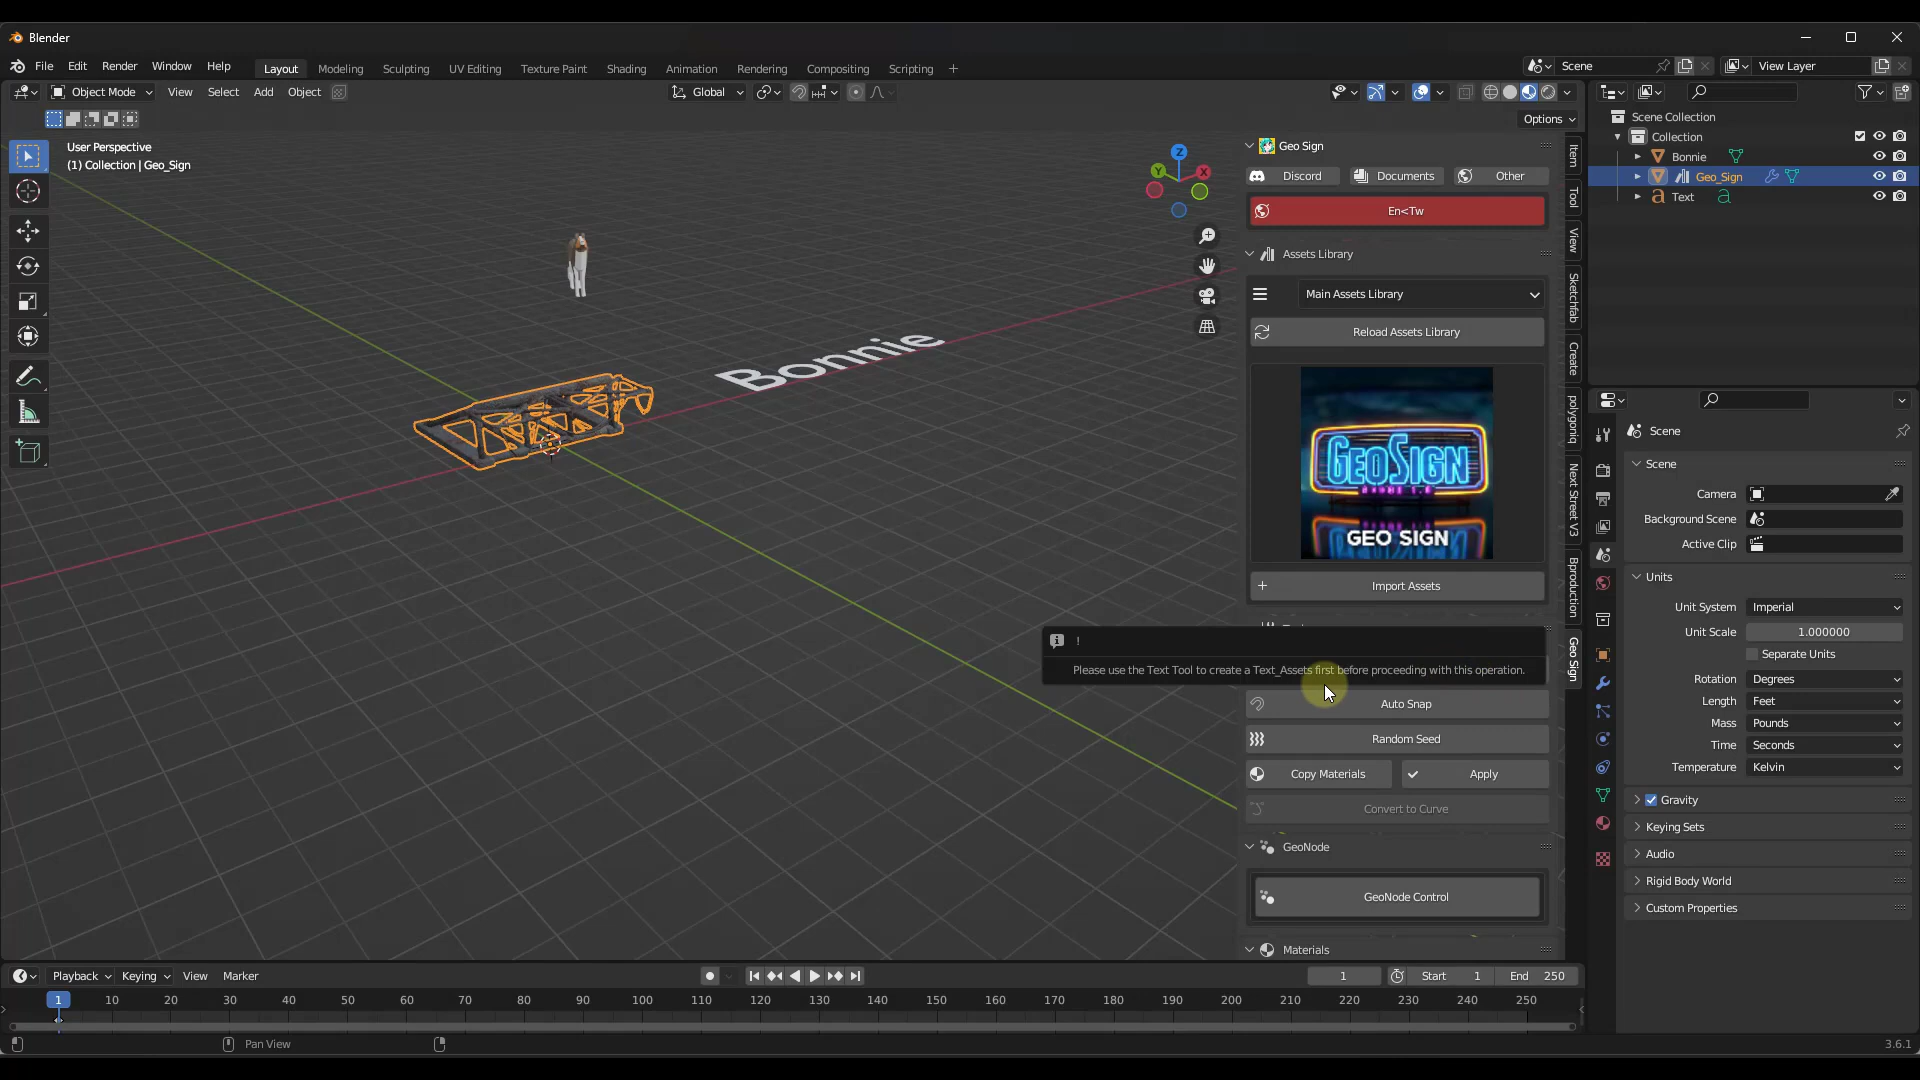 Blender
File Edit Render Window Help Layout Modeling Sculpting UV Editing Texture Paint Shading Animation Rendering Compositing Scripting + Scene View Layer
Object Mode View Select Add Object Global
Options
User Perspective
(1) Collection | Geo_Sign
Z
Y X
Bonnie
Geo Sign
Discord Documents Other
En<Tw
Assets Library
Main Assets Library
Reload Assets Library
GEOSIGN
GEO SIGN
Import Assets
!
Please use the Text Tool to create a Text_Assets first before proceeding with this operation.
Auto Snap
Random Seed
Copy Materials Apply
Convert to Curve
GeoNode
GeoNode Control
Materials
Item
Tool
View
Sketchfab
Create
polygoniq
Next Street V3
Bproduction
Geo Sign
Scene Collection
Collection
Bonnie
Geo_Sign
Text
Scene
Scene
Camera
Background Scene
Active Clip
Units
Unit System Imperial
Unit Scale 1.000000
Separate Units
Rotation Degrees
Length Feet
Mass Pounds
Time Seconds
Temperature Kelvin
Gravity
Keying Sets
Audio
Rigid Body World
Custom Properties
Playback Keying View Marker 1 Start 1 End 250
1 10 20 30 40 50 60 70 80 90 100 110 120 130 140 150 160 170 180 190 200 210 220 230 240 250
Pan View 3.6.1